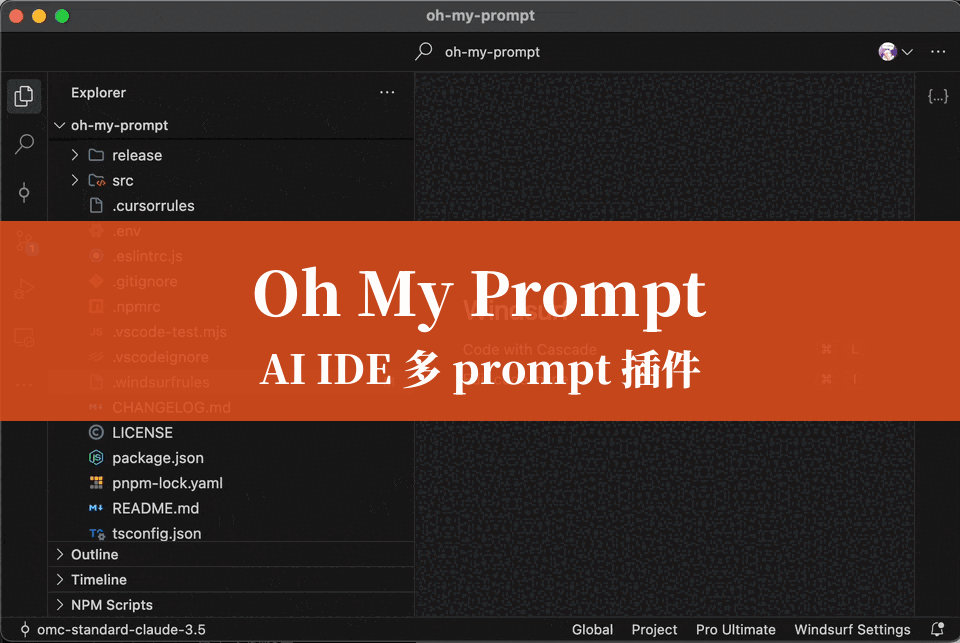 oh-my-prompt
oh-my-prompt
Explorer
oh-my-prompt
release
src
.cursorrules
.env
.eslintrc.js
.gitignore
.npmrc
.vscode-test.mjs
.vscodeignore
.windsurfrules
CHANGELOG.md
Oh My Prompt
AI IDE 多 prompt 插件
Windsurf
Code with Cascade
LICENSE
package.json
pnpm-lock.yaml
README.md
tsconfig.json
Outline
Timeline
NPM Scripts
omc-standard-claude-3.5
Global
Project
Pro Ultimate
Windsurf Settings